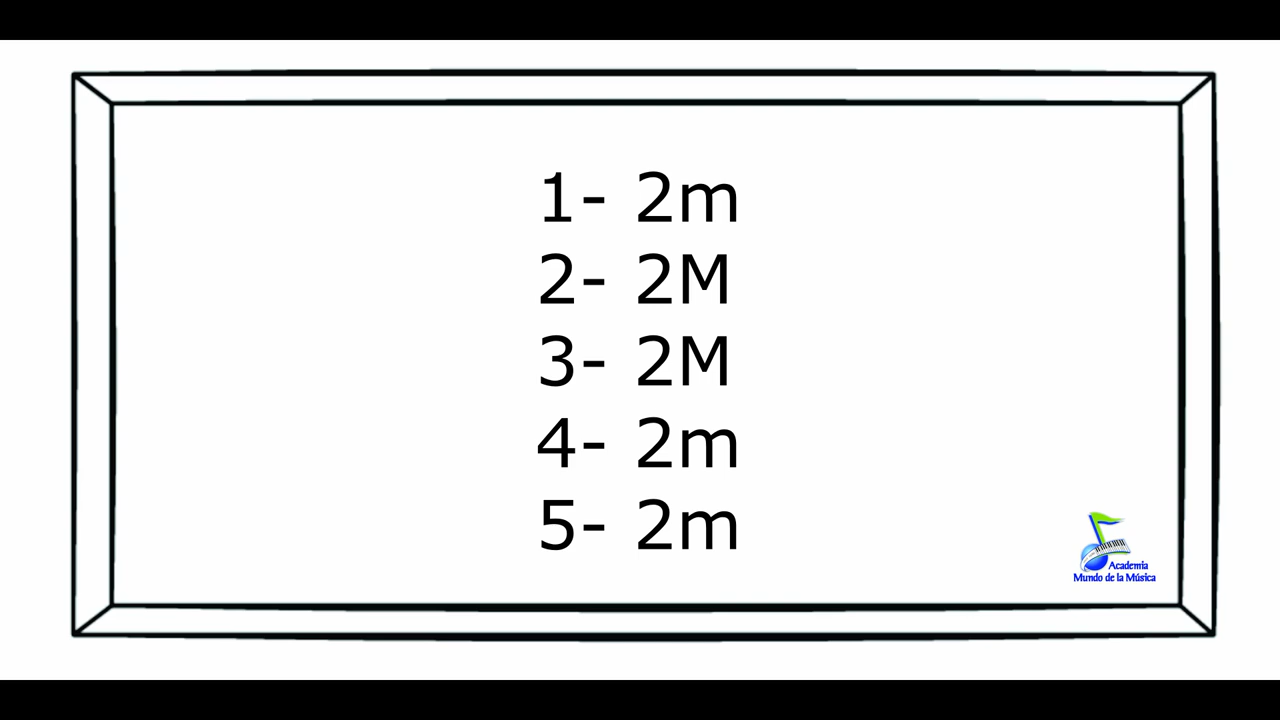 1- 2m
2- 2M
3- 2M
4- 2m
5- 2m
Academia
Mundo de la Música